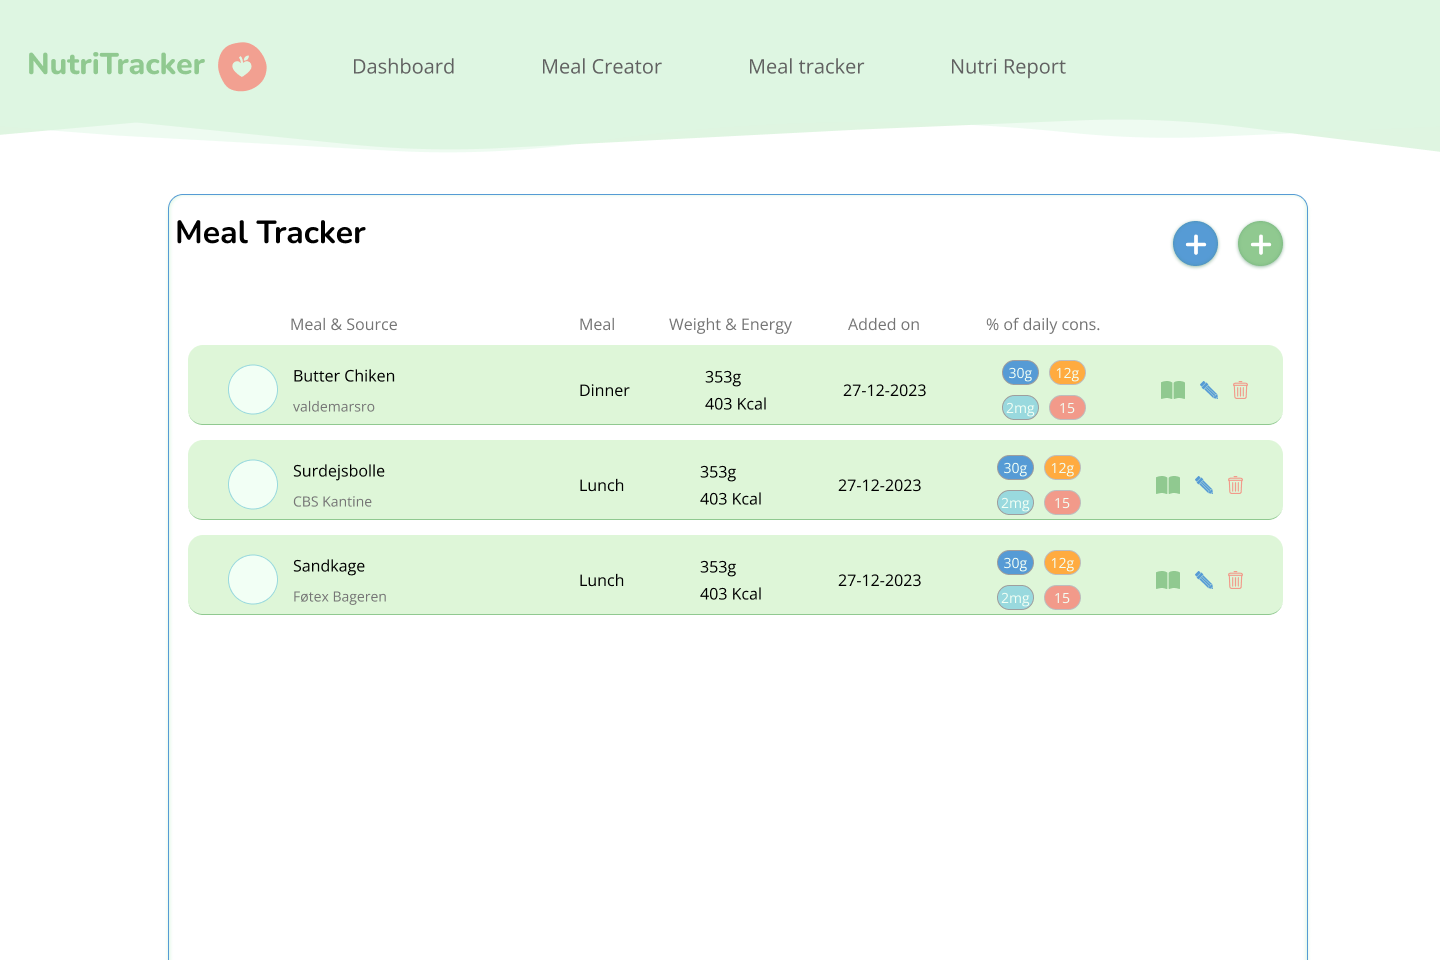 NutriTracker Dashboard Meal Creator Meal tracker Nutri Report
Meal Tracker
Meal & Source Meal Weight & Energy Added on % of daily cons.
Butter Chiken
valdemarsro
Dinner
353g
403 Kcal
27-12-2023
30g 12g
2mg 15
Surdejsbolle
CBS Kantine
Lunch
353g
403 Kcal
27-12-2023
30g 12g
2mg 15
Sandkage
Føtex Bageren
Lunch
353g
403 Kcal
27-12-2023
30g 12g
2mg 15